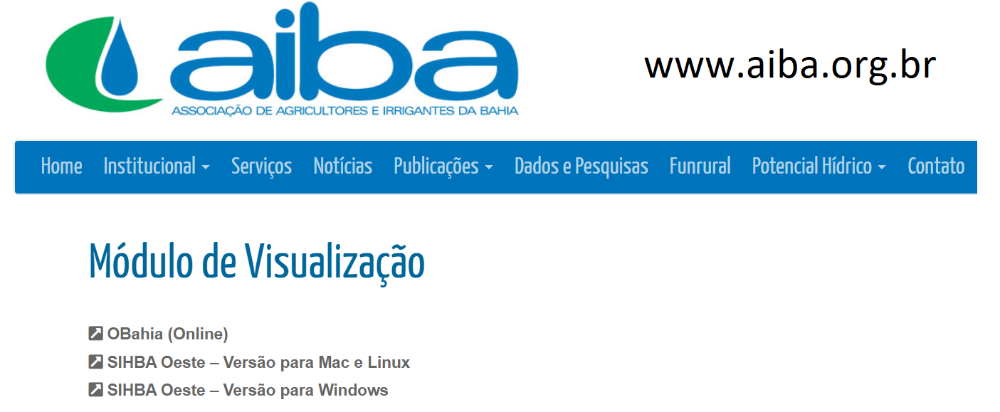 aiba
www.aiba.org.br
ASSOCIAÇÃO DE AGRICULTORES E IRRIGANTES DA BAHIA
Home Institucional Serviços Notícias Publicações Dados e Pesquisas Funrural Potencial Hídrico Contato
Módulo de Visualização
OBahia (Online)
SIHBA Oeste – Versão para Mac e Linux
SIHBA Oeste – Versão para Windows